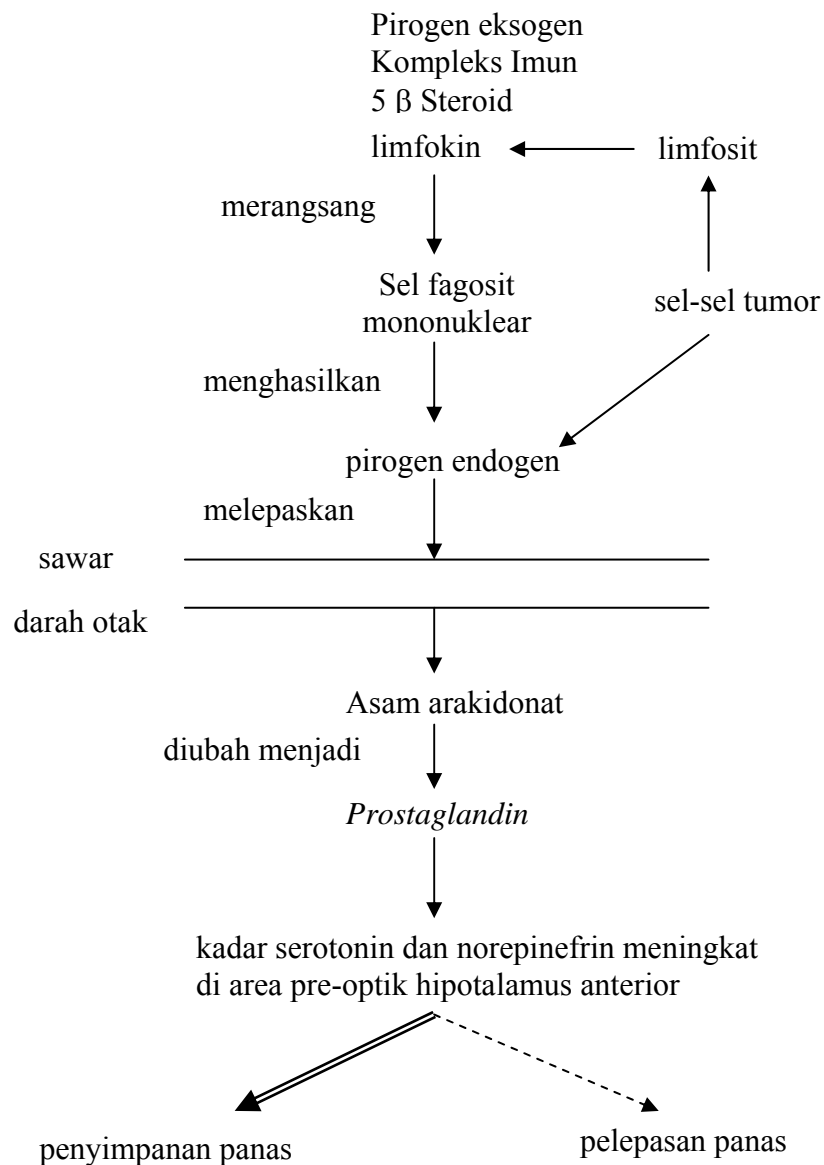 Pirogen eksogen
Kompleks Imun
5 β Steroid
limfokin
limfosit
merangsang
Sel fagosit
mononuklear
sel-sel tumor
menghasilkan
pirogen endogen
melepaskan
sawar
darah otak
Asam arakidonat
diubah menjadi
Prostaglandin
kadar serotonin dan norepinefrin meningkat
di area pre-optik hipotalamus anterior
penyimpanan panas
pelepasan panas